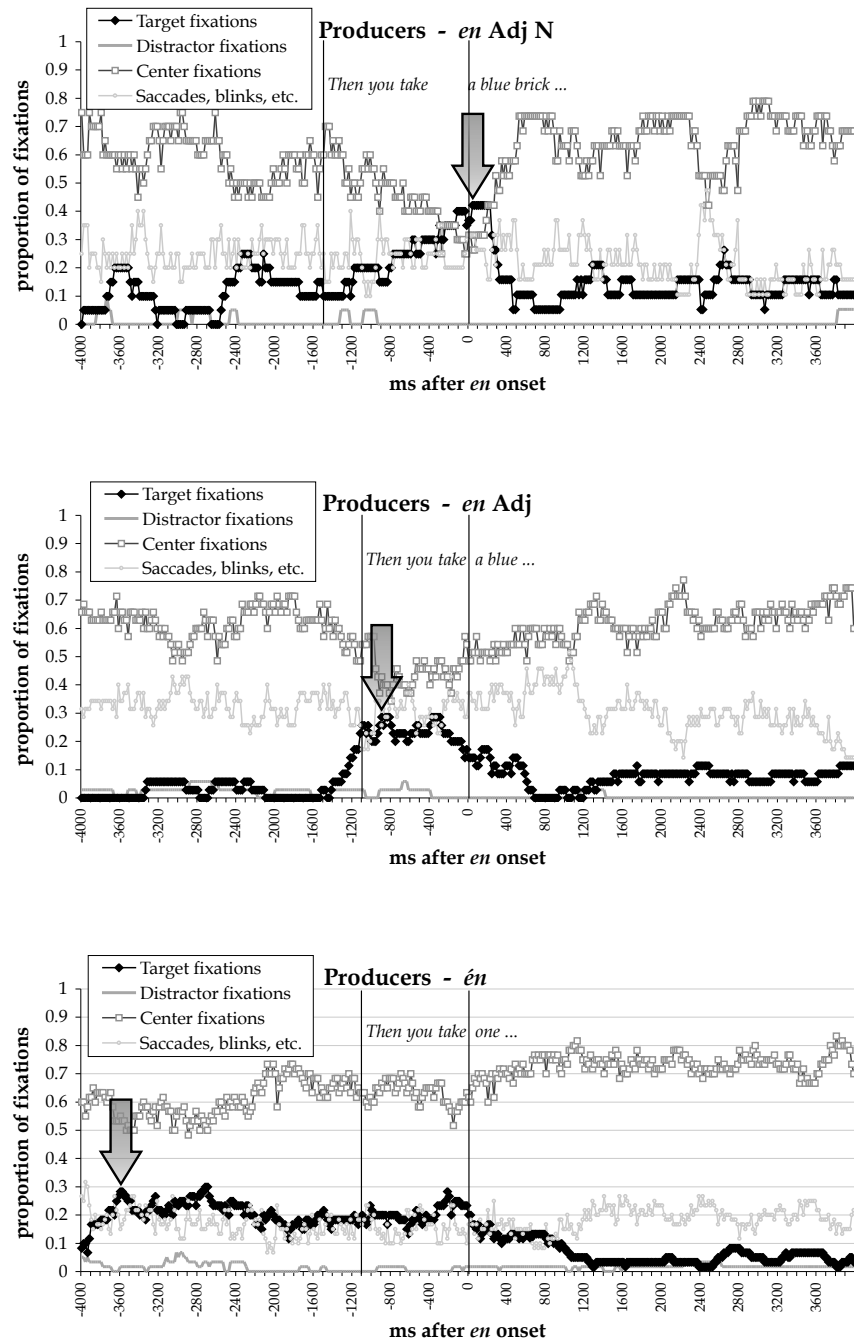 Producers - en Adj N
Target fixations
Distractor fixations
Center fixations
Saccades, blinks, etc.
Then you take a blue brick ...
proportion of fixations
1
0.9
0.8
0.7
0.6
0.5
0.4
0.3
0.2
0.1
0
-4000 -3600 -3200 -2800 -2400 -2000 -1600 -1200 -800 -400 0 400 800 1200 1600 2000 2400 2800 3200 3600
ms after en onset
Producers - en Adj
Target fixations
Distractor fixations
Center fixations
Saccades, blinks, etc.
Then you take a blue ...
proportion of fixations
1
0.9
0.8
0.7
0.6
0.5
0.4
0.3
0.2
0.1
0
-4000 -3600 -3200 -2800 -2400 -2000 -1600 -1200 -800 -400 0 400 800 1200 1600 2000 2400 2800 3200 3600
ms after en onset
Producers - én
Target fixations
Distractor fixations
Center fixations
Saccades, blinks, etc.
Then you take one ...
proportion of fixations
1
0.9
0.8
0.7
0.6
0.5
0.4
0.3
0.2
0.1
0
-4000 -3600 -3200 -2800 -2400 -2000 -1600 -1200 -800 -400 0 400 800 1200 1600 2000 2400 2800 3200 3600
ms after en onset